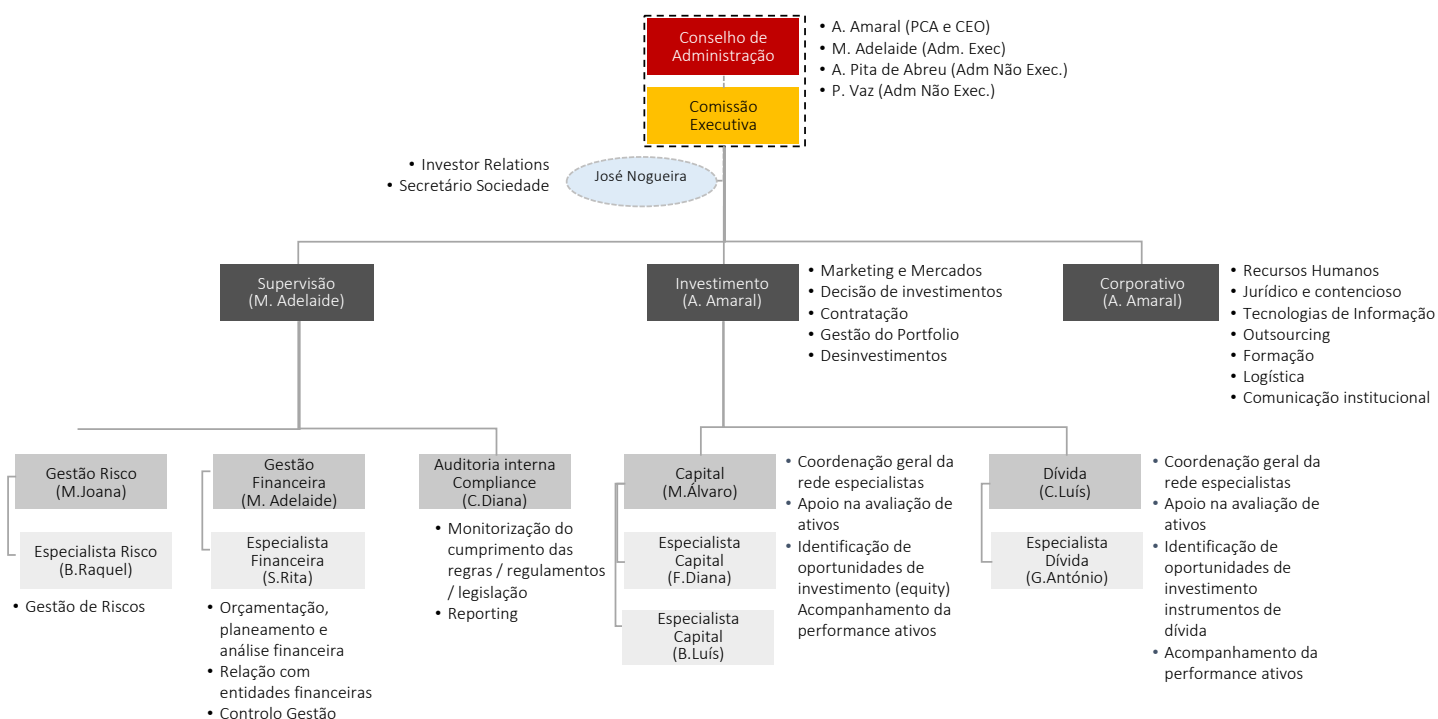 Conselho de
Administração
• A. Amaral (PCA e CEO)
• M. Adelaide (Adm. Exec)
• A. Pita de Abreu (Adm Não Exec.)
• P. Vaz (Adm Não Exec.)
Comissão
Executiva
• Investor Relations
• Secretário Sociedade
José Nogueira
Supervisão
(M. Adelaide)
Investimento
(A. Amaral)
• Marketing e Mercados
• Decisão de investimentos
• Contratação
• Gestão do Portfolio
• Desinvestimentos
Corporativo
(A. Amaral)
• Recursos Humanos
• Jurídico e contencioso
• Tecnologias de Informação
• Outsourcing
• Formação
• Logística
• Comunicação institucional
Gestão Risco
(M.Joana)
Especialista Risco
(B.Raquel)
• Gestão de Riscos
Gestão
Financeira
(M. Adelaide)
Especialista
Financeira
(S.Rita)
• Orçamentação,
planeamento e
análise financeira
• Relação com
entidades financeiras
• Controlo Gestão
Auditoria interna
Compliance
(C.Diana)
• Monitorização do
cumprimento das
regras / regulamentos
/ legislação
• Reporting
Capital
(M.Álvaro)
Especialista
Capital
(F.Diana)
Especialista
Capital
(B.Luís)
• Coordenação geral da
rede especialistas
• Apoio na avaliação de
ativos
• Identificação de
oportunidades de
investimento (equity)
Acompanhamento da
performance ativos
Dívida
(C.Luís)
Especialista
Dívida
(G.António)
• Coordenação geral da
rede especialistas
• Apoio na avaliação de
ativos
• Identificação de
oportunidades de
investimento
instrumentos de
dívida
• Acompanhamento da
performance ativos